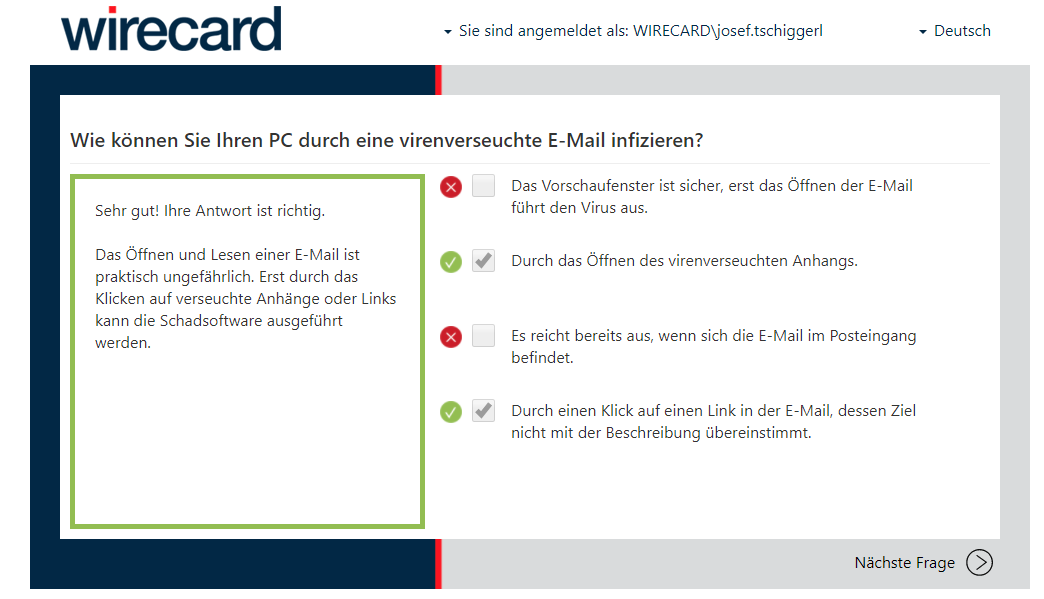 wirecard
Sie sind angemeldet als: WIRECARD\josef.tschiggerl
Deutsch
Wie können Sie Ihren PC durch eine virenverseuchte E-Mail infizieren?
Sehr gut! Ihre Antwort ist richtig.
Das Öffnen und Lesen einer E-Mail ist
praktisch ungefährlich. Erst durch das
Klicken auf verseuchte Anhänge oder Links
kann die Schadsoftware ausgeführt
werden.
Das Vorschaufenster ist sicher, erst das Öffnen der E-Mail
führt den Virus aus.
Durch das Öffnen des virenverseuchten Anhangs.
Es reicht bereits aus, wenn sich die E-Mail im Posteingang
befindet.
Durch einen Klick auf einen Link in der E-Mail, dessen Ziel
nicht mit der Beschreibung übereinstimmt.
Nächste Frage